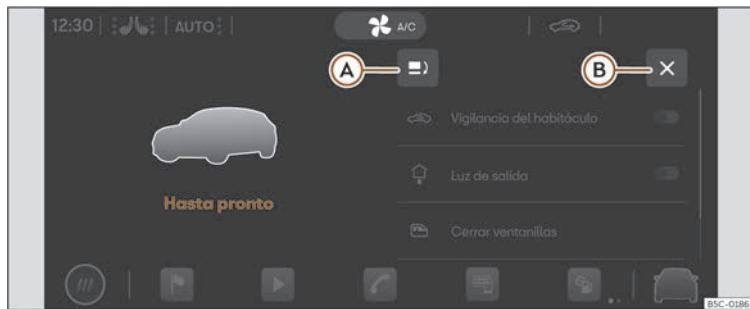 12:30 AUTO A/C
A B
Vigilancia del habitáculo
Luz de salida
Hasta pronto
Cerrar ventanillas
B5C-0186